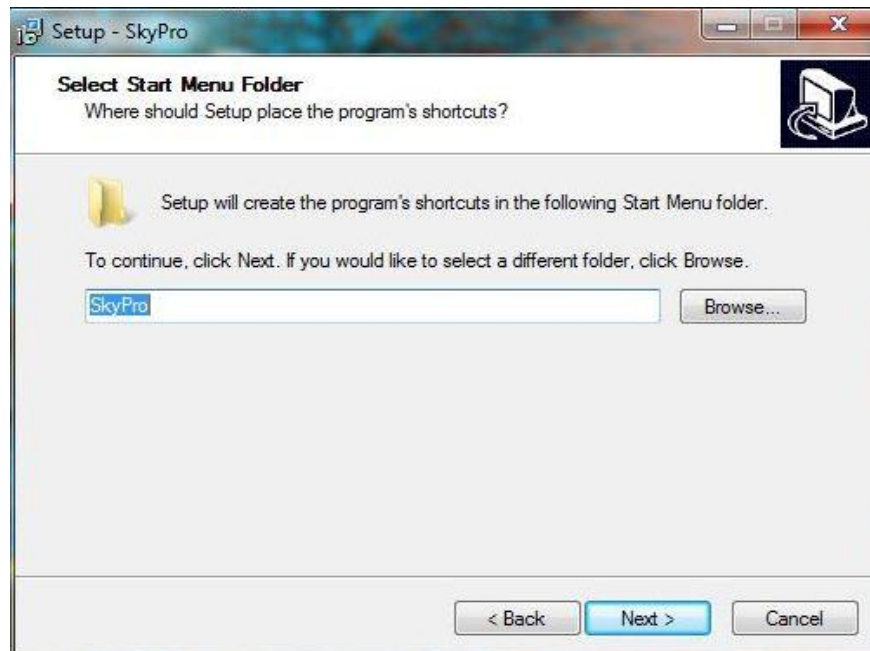 Setup - SkyPro
Select Start Menu Folder
Where should Setup place the program's shortcuts?
Setup will create the program's shortcuts in the following Start Menu folder.
To continue, click Next. If you would like to select a different folder, click Browse.
SkyPro
Browse...
< Back
Next >
Cancel